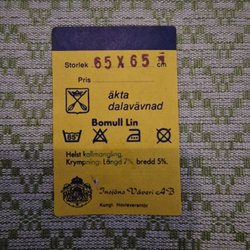 Storlek 65 X 65 cm
Pris
äkta
dalavävnad
Bomull Lin
Helst kallmangling.
Krympning: Längd 7%, bredd 5%.
Insjöns Väveri AB
Kungl. Hovleverantör